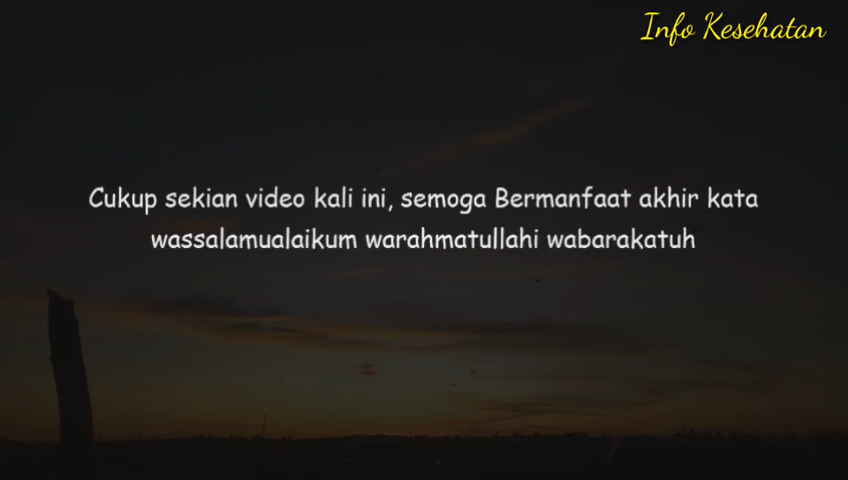 Info Kesehatan
Cukup sekian video kali ini, semoga Bermanfaat akhir kata
wassalamualaikum warahmatullahi wabarakatuh